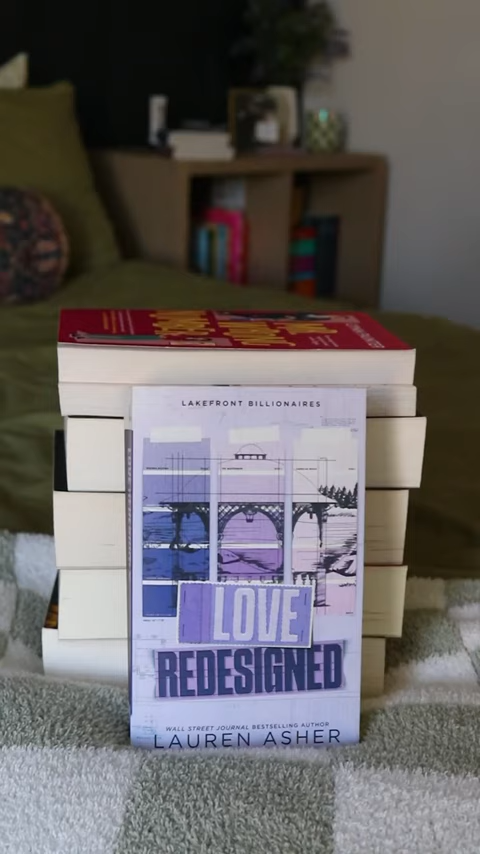 LAKEFRONT BILLIONAIRES
LOVE
REDESIGNED
WALL STREET JOURNAL BESTSELLING AUTHOR
LAUREN ASHER